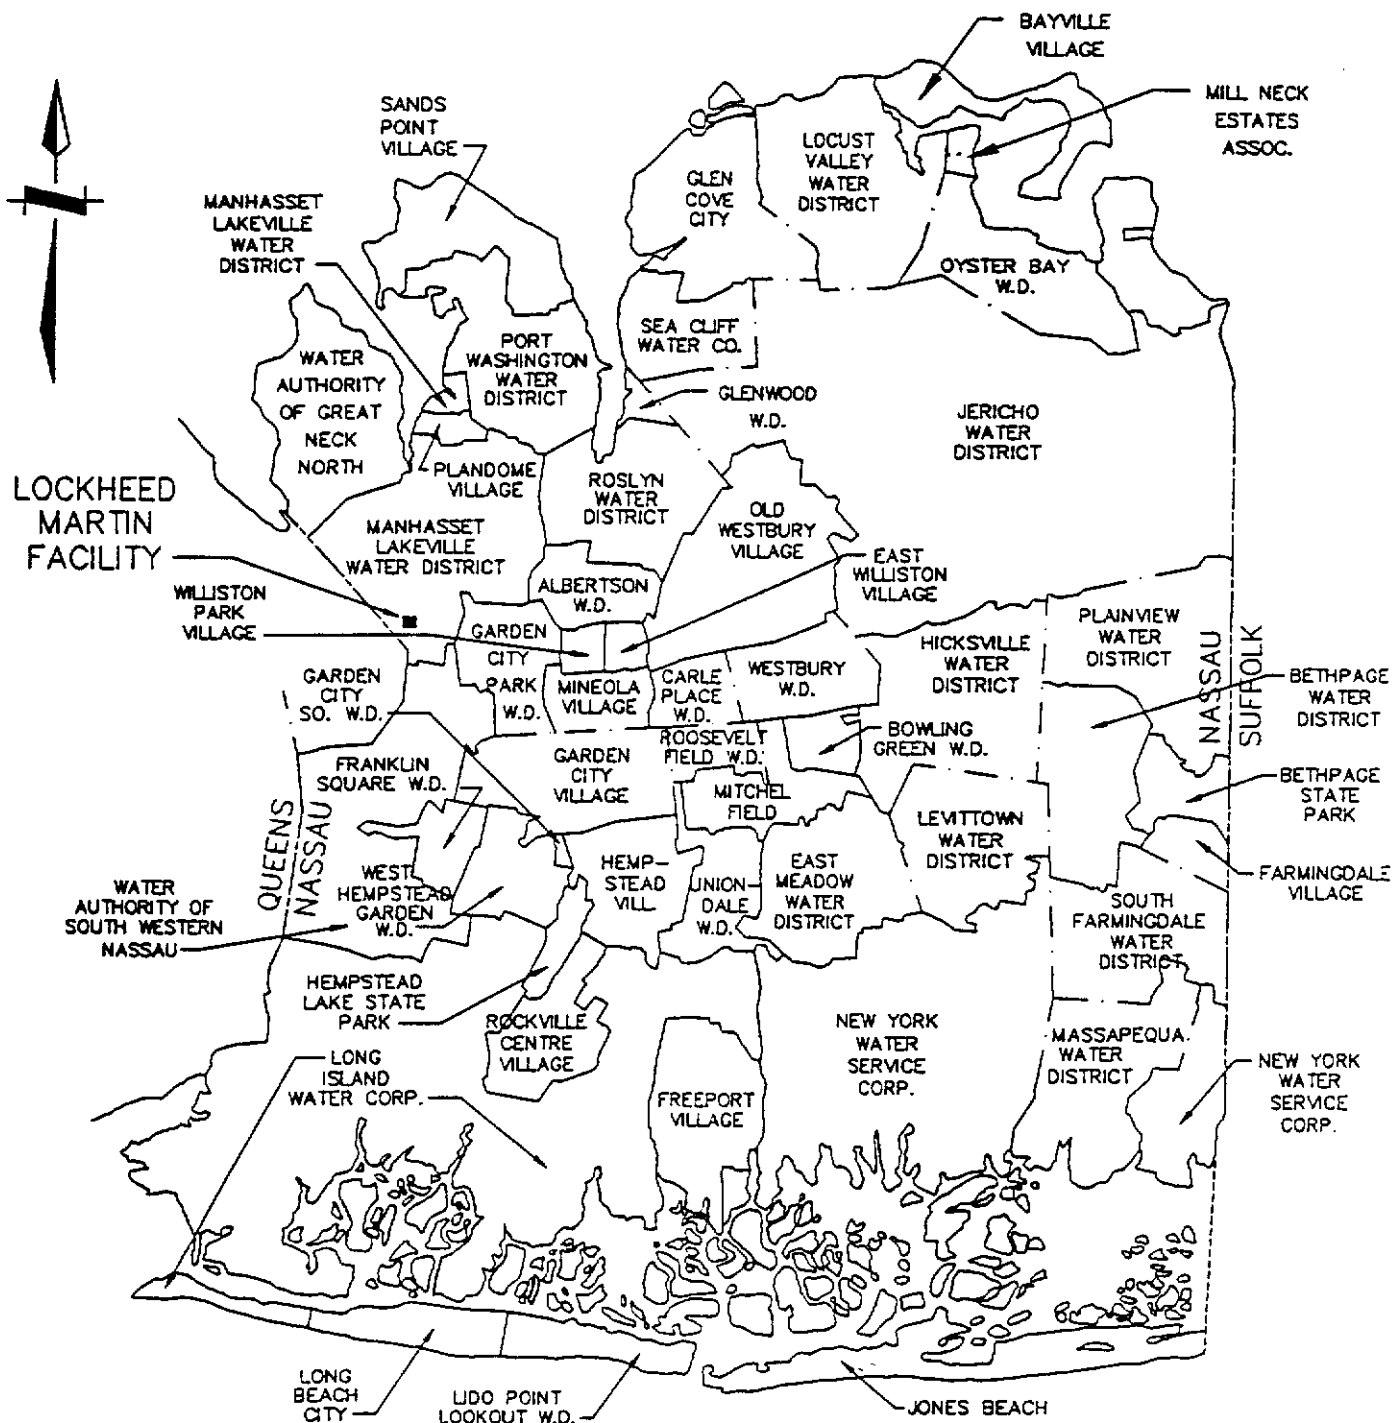 BAYVILLE
VILLAGE
MILL NECK
ESTATES
ASSOC.
SANDS
POINT
VILLAGE
LOCUST
VALLEY
WATER
DISTRICT
GLEN
COVE
CITY
MANHASSET
LAKEVILLE
WATER
DISTRICT
OYSTER BAY
W.D.
SEA CLIFF
WATER CO.
PORT
WASHINGTON
WATER
DISTRICT
WATER
AUTHORITY
OF GREAT
NECK
NORTH
GLENWOOD
W.D.
JERICHO
WATER
DISTRICT
PLANDOME
VILLAGE
ROSLYN
WATER
DISTRICT
LOCKHEED
MARTIN
FACILITY
MANHASSET
LAKEVILLE
WATER DISTRICT
OLD
WESTBURY
VILLAGE
EAST
WILLISTON
VILLAGE
ALBERTSON
W.D.
WILLISTON
PARK
VILLAGE
GARDEN
CITY
PARK
W.D.
HICKSVILLE
WATER
DISTRICT
PLAINVIEW
WATER
DISTRICT
NASSAU
SUFFOLK
GARDEN
CITY
SO. W.D.
MINEOLA
VILLAGE
CARLE
PLACE
W.D.
WESTBURY
W.D.
BETHPAGE
WATER
DISTRICT
ROOSEVELT
FIELD W.D.
BOWLING
GREEN W.D.
FRANKLIN
SQUARE W.D.
GARDEN
CITY
VILLAGE
MITCHEL
FIELD
BETHPAGE
STATE
PARK
QUEENS
NASSAU
LEVITTOWN
WATER
DISTRICT
WEST
HEMPSTEAD
GARDEN
W.D.
HEMP-
STEAD
VILL.
UNION-
DALE
W.D.
EAST
MEADOW
WATER
DISTRICT
FARMINGDALE
VILLAGE
WATER
AUTHORITY OF
SOUTH WESTERN
NASSAU
SOUTH
FARMINGDALE
WATER
DISTRICT
HEMPSTEAD
LAKE STATE
PARK
ROCKVILLE
CENTRE
VILLAGE
NEW YORK
WATER
SERVICE
CORP.
MASSAPEQUA
WATER
DISTRICT
LONG
ISLAND
WATER CORP.
FREEPORT
VILLAGE
NEW YORK
WATER
SERVICE
CORP.
LONG
BEACH
CITY
LIDO POINT
LOOKOUT W.D.
JONES BEACH